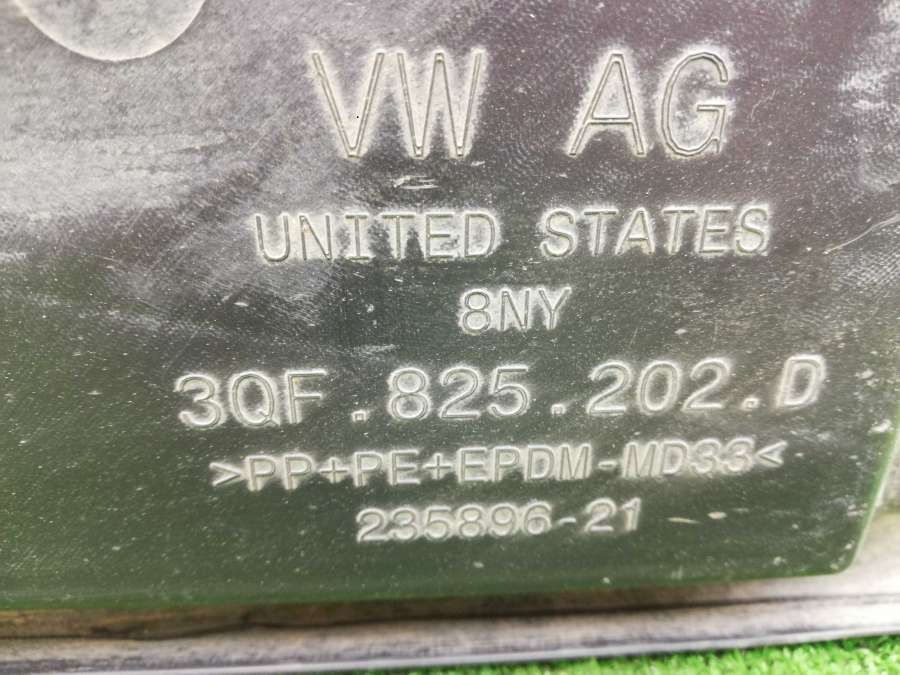 VW AG
UNITED STATES
8NY
3QF.825.202.D
>PP+PE+EPDM-MD33<
235896-21